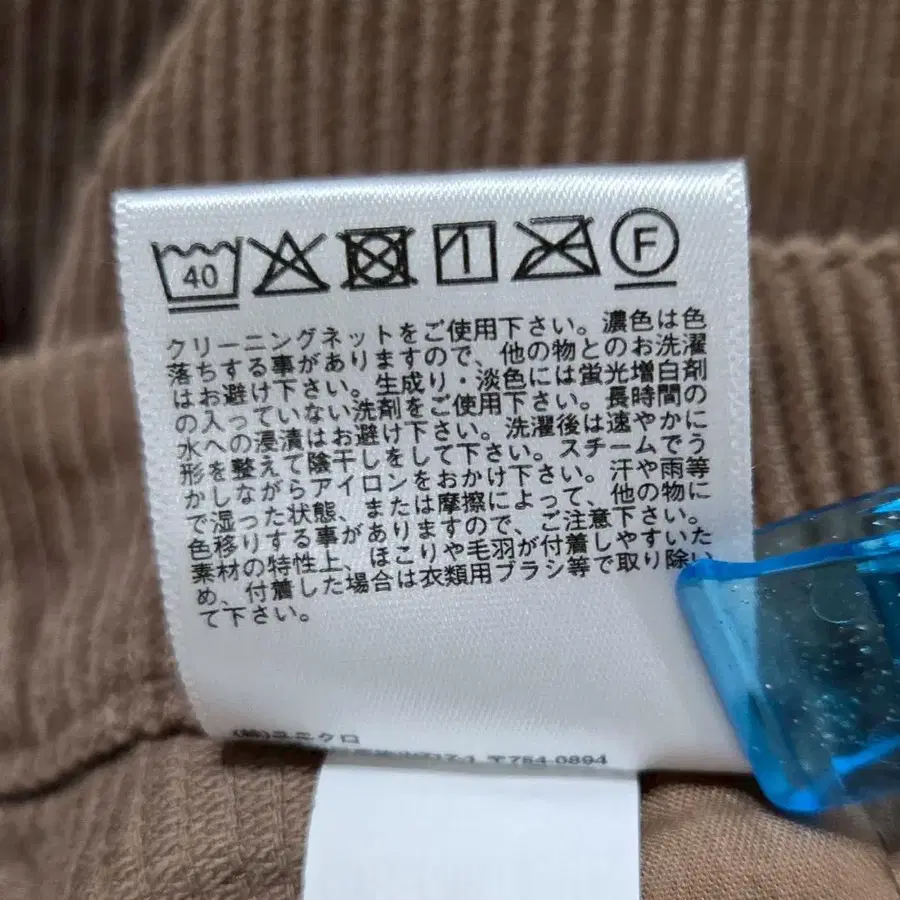 40 F
クリーニングネットをご使用下さい。濃色は色
落ちする事がありますので、他の物とのお洗濯
はお避け下さい。生成り・淡色には蛍光増白剤
の入っていない洗剤をご使用下さい。長時間の
水への浸漬はお避け下さい。洗濯後は速やかに
形を整えて陰干しをして下さい。スチームでう
かしながらアイロンをおかけ下さい。汗や雨等
で湿った状態、または摩擦によって、他の物に
色移りする事がありますので、ご注意下さい。
素材の特性上、ほこりや毛羽が付着しやすいた
め、付着した場合は衣類用ブラシ等で取り除い
て下さい。
(株)ユニクロ
717-1 〒754-0894